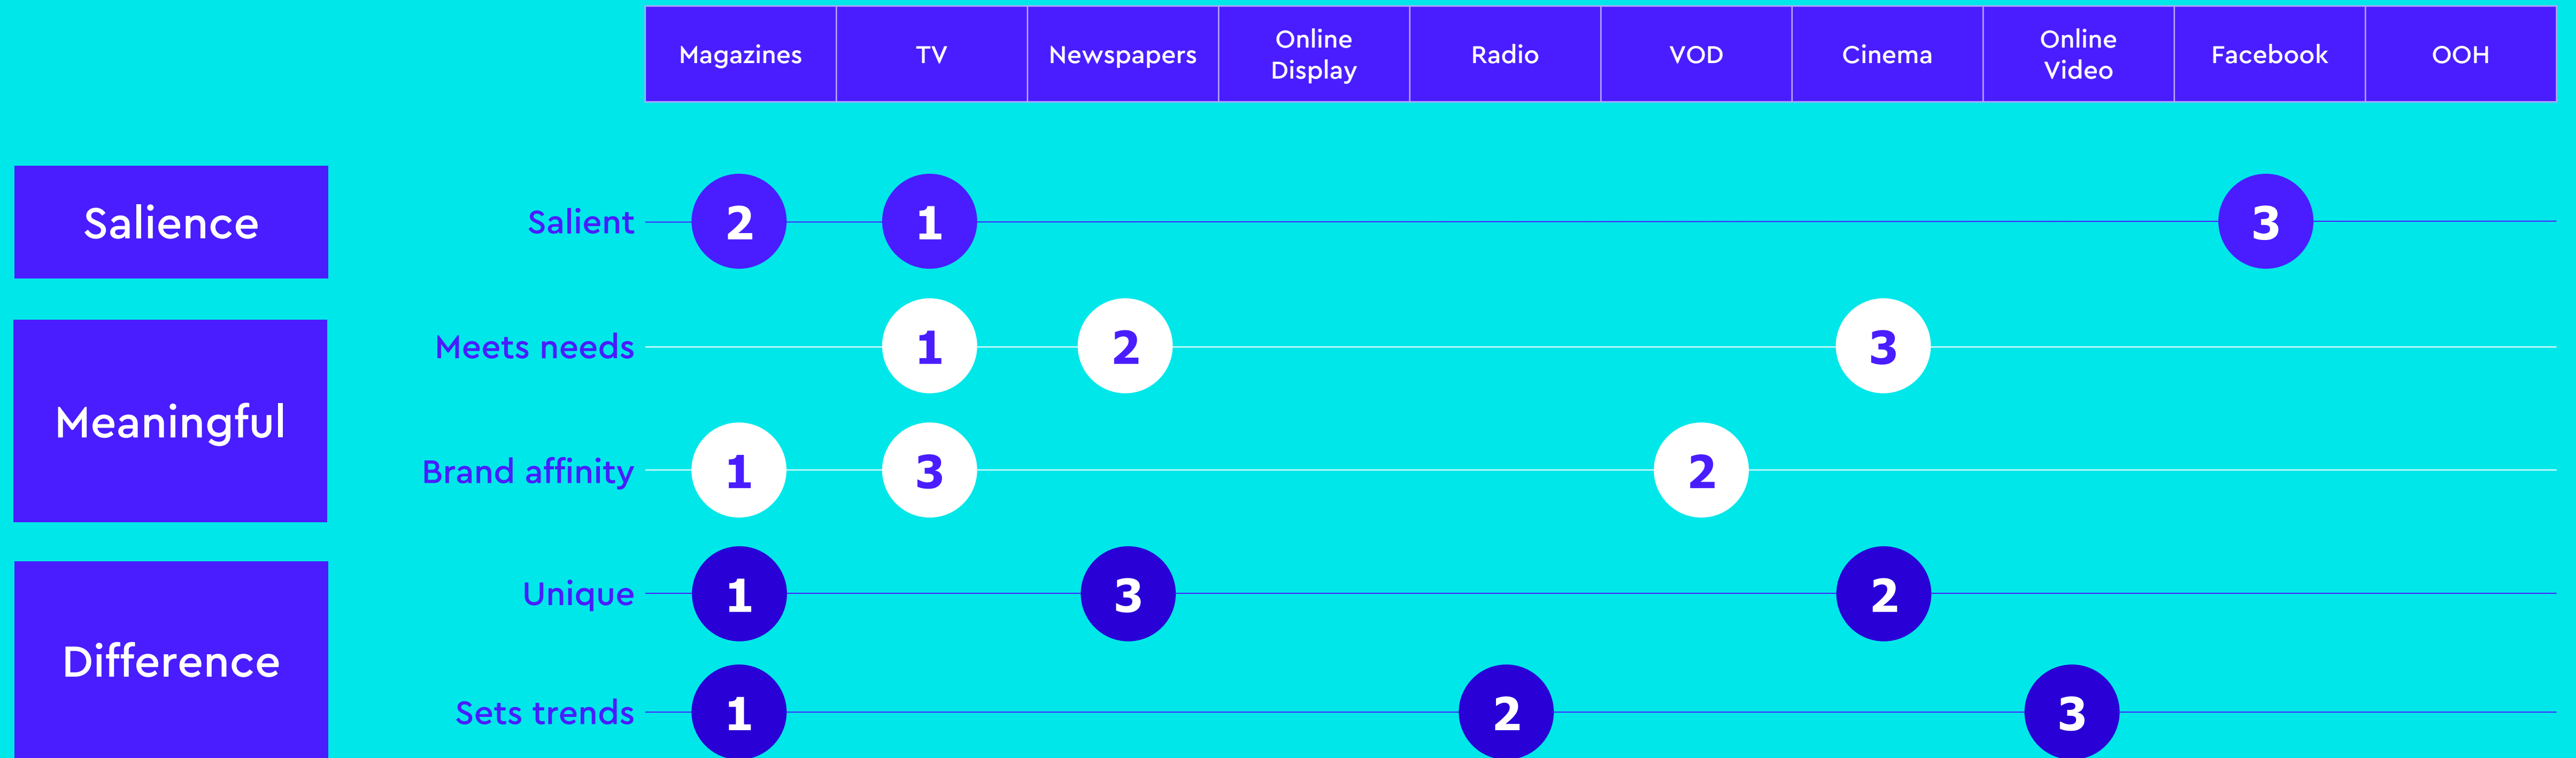 Magazines
TV
Newspapers
Online
Display
Radio
VOD
Cinema
Online
Video
Facebook
OOH
Salience
Salient
2
1
3
Meaningful
Meets needs
1
2
3
Brand affinity
1
3
2
Difference
Unique
1
3
2
Sets trends
1
2
3